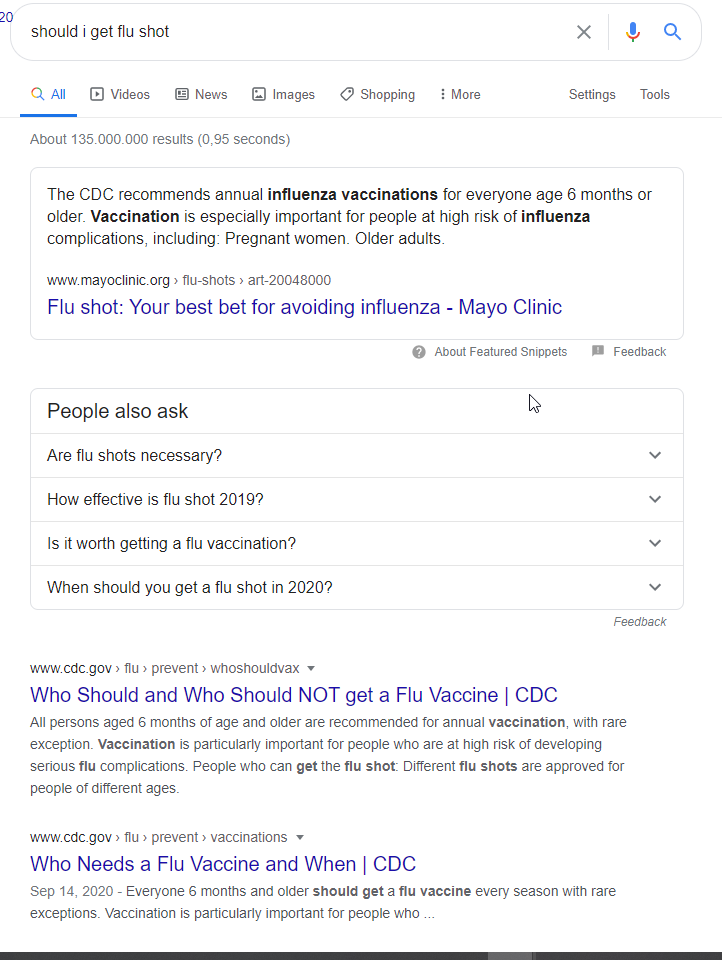 20
should i get flu shot
All Videos News Images Shopping More Settings Tools
About 135.000.000 results (0,95 seconds)
The CDC recommends annual influenza vaccinations for everyone age 6 months or
older. Vaccination is especially important for people at high risk of influenza
complications, including: Pregnant women. Older adults.
www.mayoclinic.org › flu-shots › art-20048000
Flu shot: Your best bet for avoiding influenza - Mayo Clinic
About Featured Snippets Feedback
People also ask
Are flu shots necessary?
How effective is flu shot 2019?
Is it worth getting a flu vaccination?
When should you get a flu shot in 2020?
Feedback
www.cdc.gov › flu › prevent › whoshouldvax
Who Should and Who Should NOT get a Flu Vaccine | CDC
All persons aged 6 months of age and older are recommended for annual vaccination, with rare
exception. Vaccination is particularly important for people who are at high risk of developing
serious flu complications. People who can get the flu shot: Different flu shots are approved for
people of different ages.
www.cdc.gov › flu › prevent › vaccinations
Who Needs a Flu Vaccine and When | CDC
Sep 14, 2020 - Everyone 6 months and older should get a flu vaccine every season with rare
exceptions. Vaccination is particularly important for people who ...